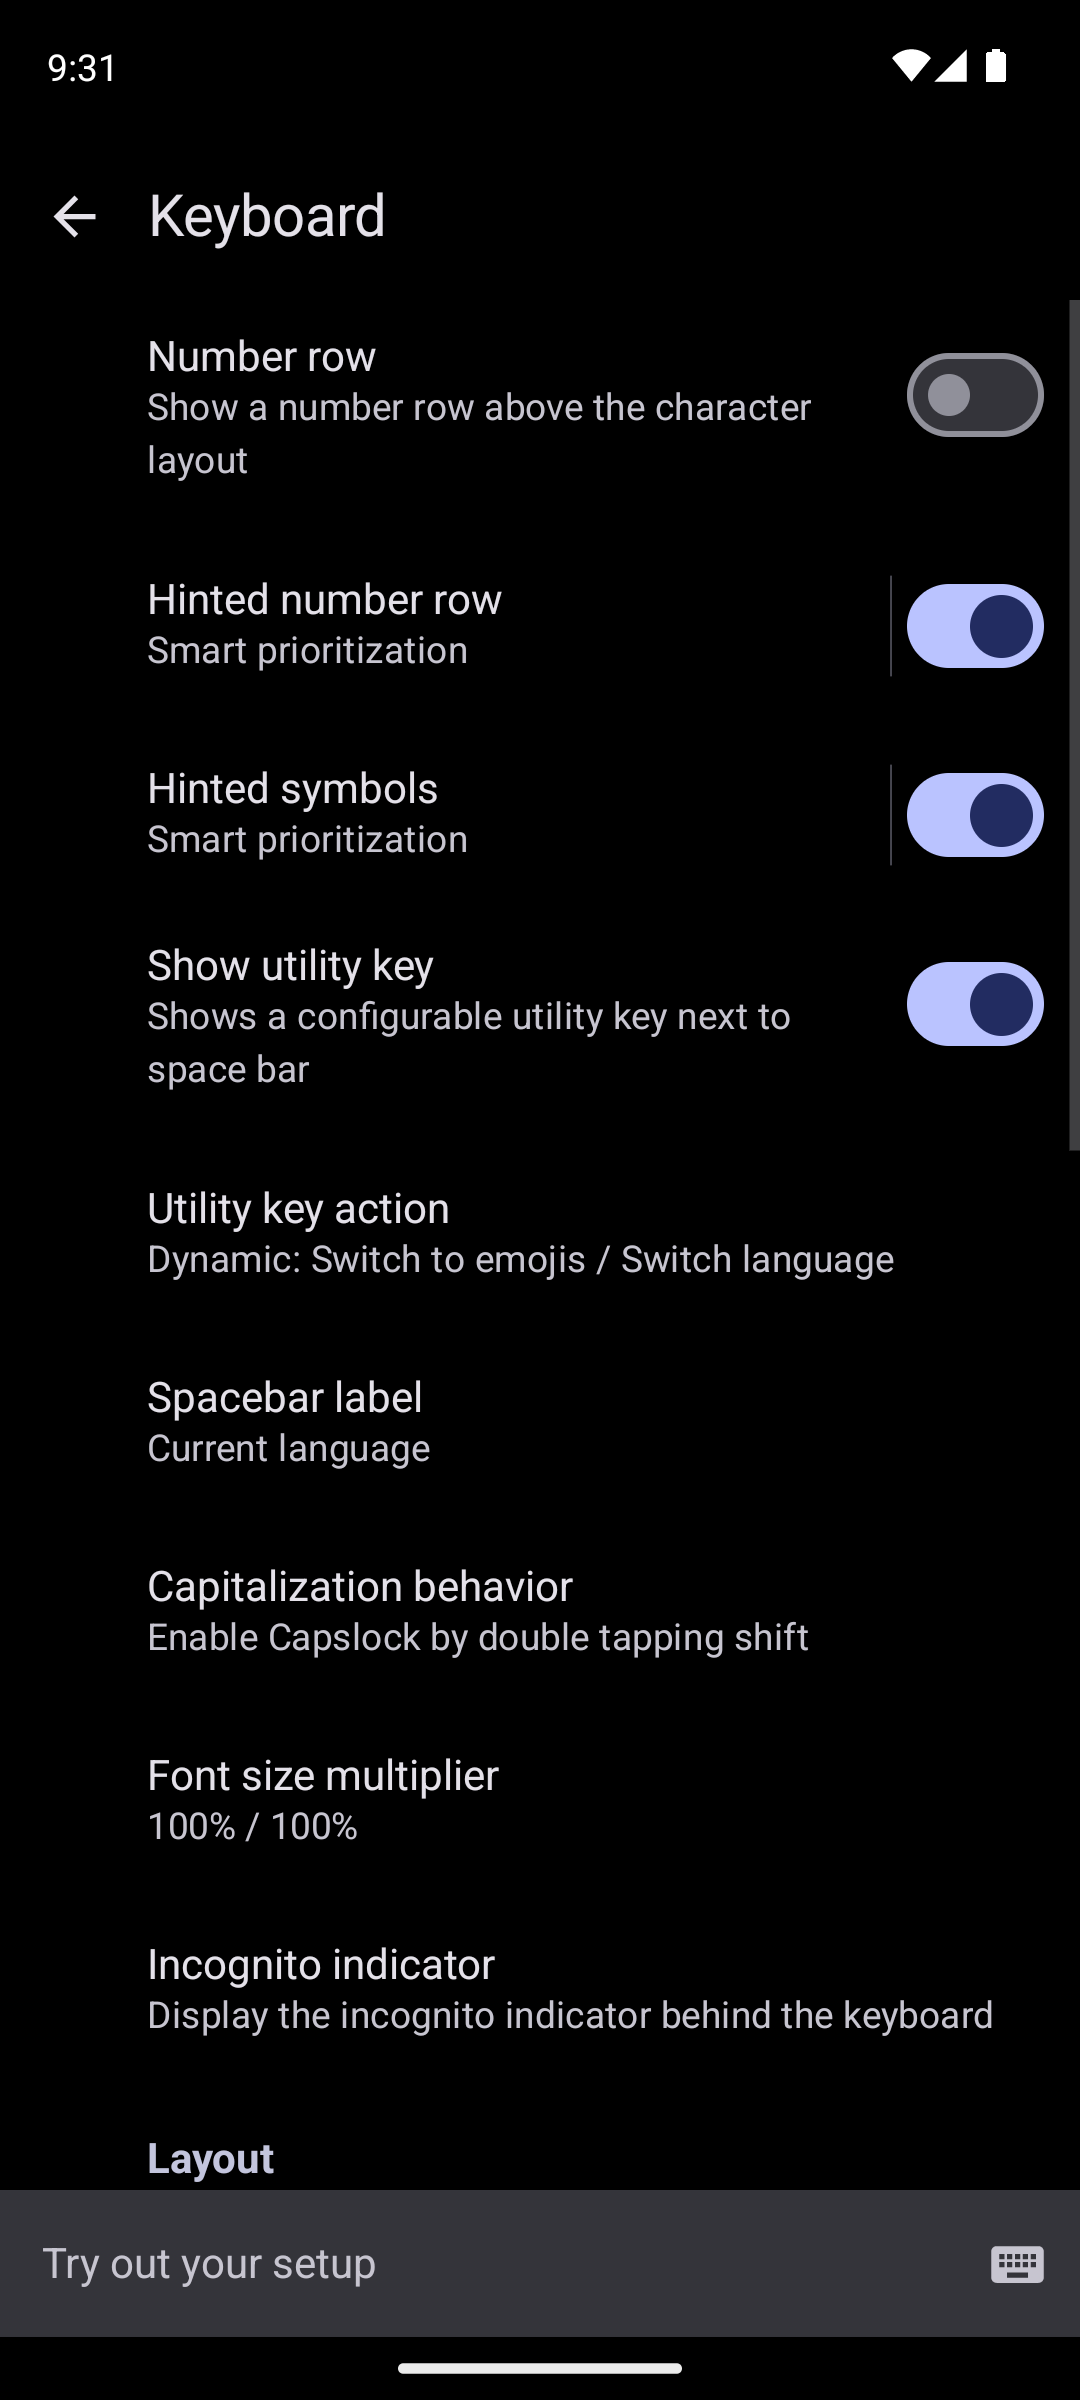 9:31
Keyboard
Number row
Show a number row above the character
layout
Hinted number row
Smart prioritization
Hinted symbols
Smart prioritization
Show utility key
Shows a configurable utility key next to
space bar
Utility key action
Dynamic: Switch to emojis / Switch language
Spacebar label
Current language
Capitalization behavior
Enable Capslock by double tapping shift
Font size multiplier
100% / 100%
Incognito indicator
Display the incognito indicator behind the keyboard
Layout
Try out your setup